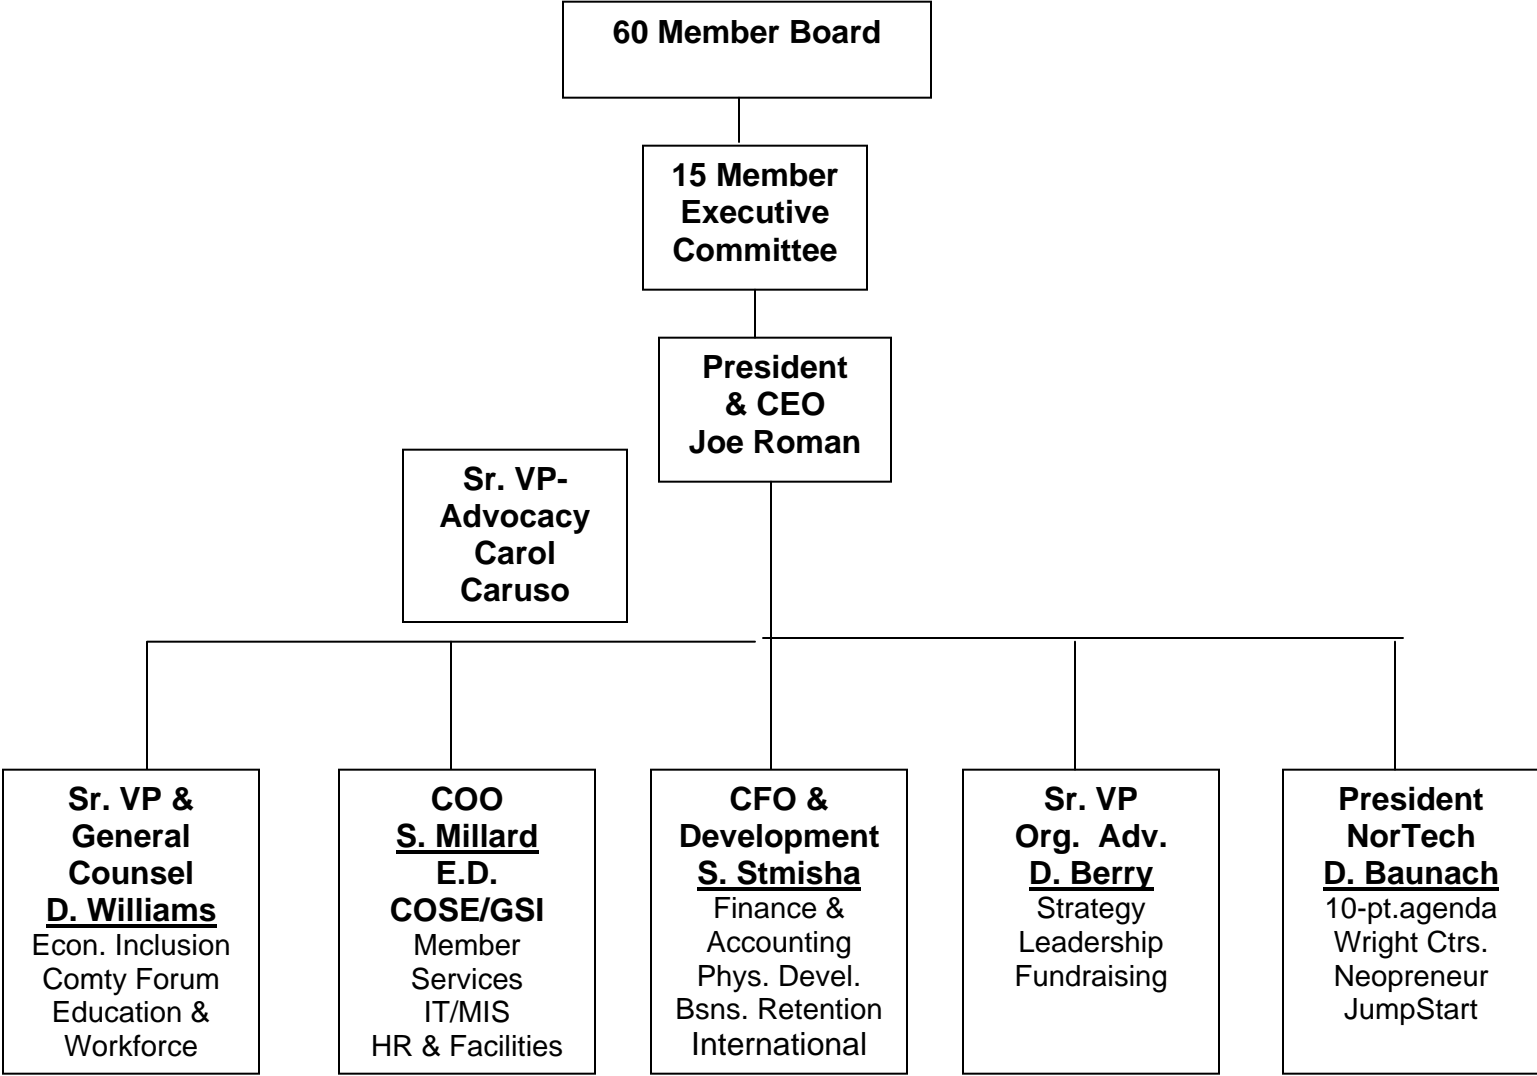 60 Member Board
15 Member
Executive
Committee
President
& CEO
Joe Roman
Sr. VP-
Advocacy
Carol
Caruso
Sr. VP &
General
Counsel
D. Williams
Econ. Inclusion
Comty Forum
Education &
Workforce
COO
S. Millard
E.D.
COSE/GSI
Member
Services
IT/MIS
HR & Facilities
CFO &
Development
S. Stmisha
Finance &
Accounting
Phys. Devel.
Bsns. Retention
International
Sr. VP
Org. Adv.
D. Berry
Strategy
Leadership
Fundraising
President
NorTech
D. Baunach
10-pt.agenda
Wright Ctrs.
Neopreneur
JumpStart